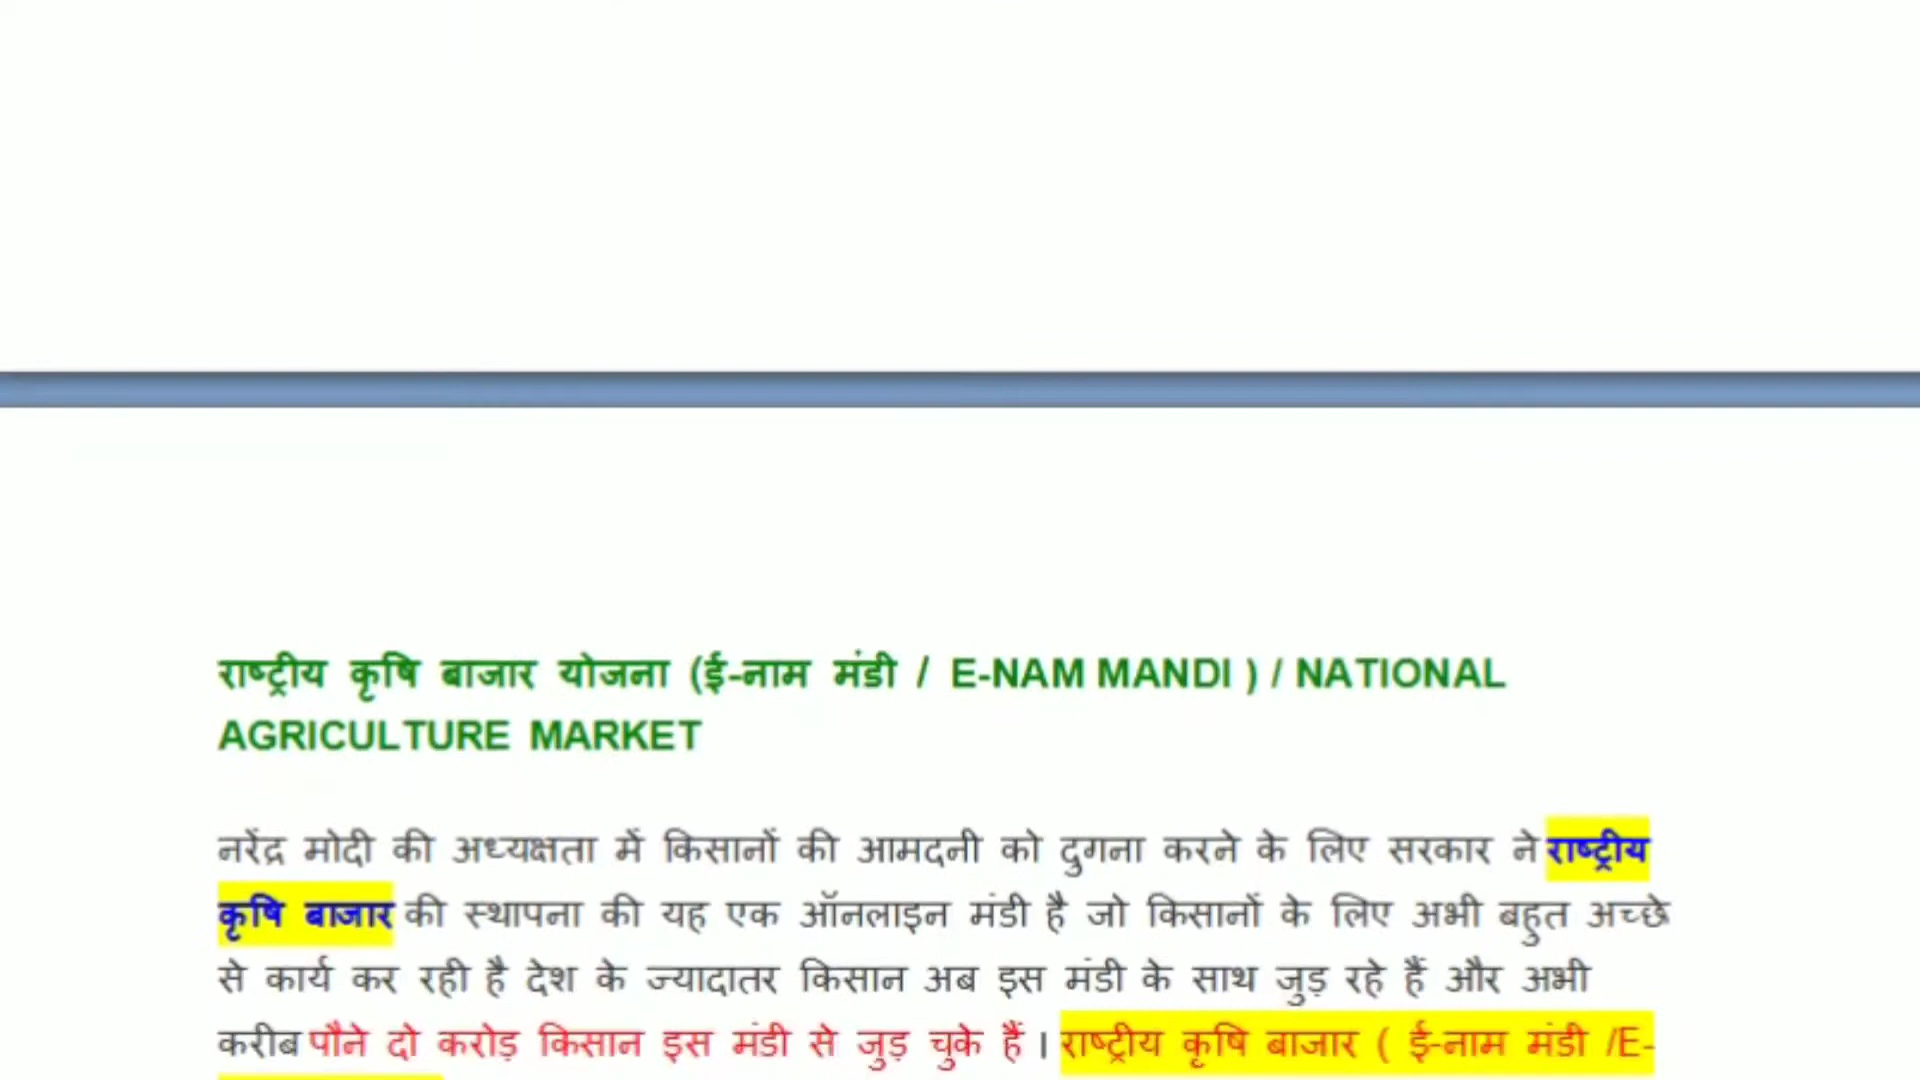 राष्ट्रीय कृषि बाजार योजना (ई-नाम मंडी / E-NAM MANDI ) / NATIONAL
AGRICULTURE MARKET
नरेंद्र मोदी की अध्यक्षता में किसानों की आमदनी को दुगना करने के लिए सरकार ने राष्ट्रीय
कृषि बाजार की स्थापना की यह एक ऑनलाइन मंडी है जो किसानों के लिए अभी बहुत अच्छे
से कार्य कर रही है देश के ज्यादातर किसान अब इस मंडी के साथ जुड़ रहे हैं और अभी
करीब पौने दो करोड़ किसान इस मंडी से जुड़ चुके हैं । राष्ट्रीय कृषि बाजार ( ई-नाम मंडी /E-